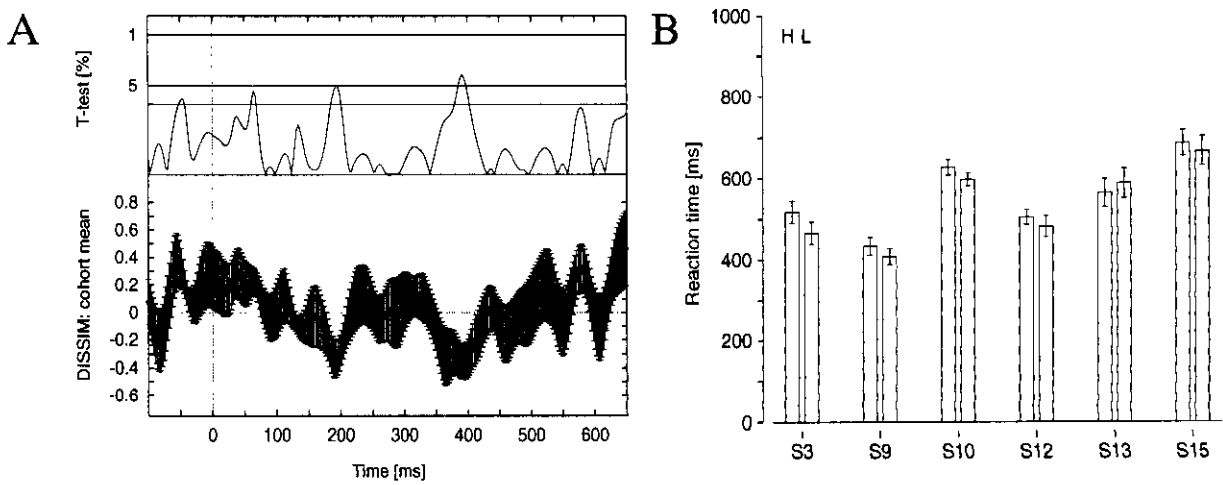 A
T-test [%]
1
5
DISSIM: cohort mean
0.8
0.6
0.4
0.2
0
-0.2
-0.4
-0.6
0 100 200 300 400 500 600
Time [ms]
B
H L
Reaction time [ms]
1000
800
600
400
200
0
S3 S9 S10 S12 S13 S15